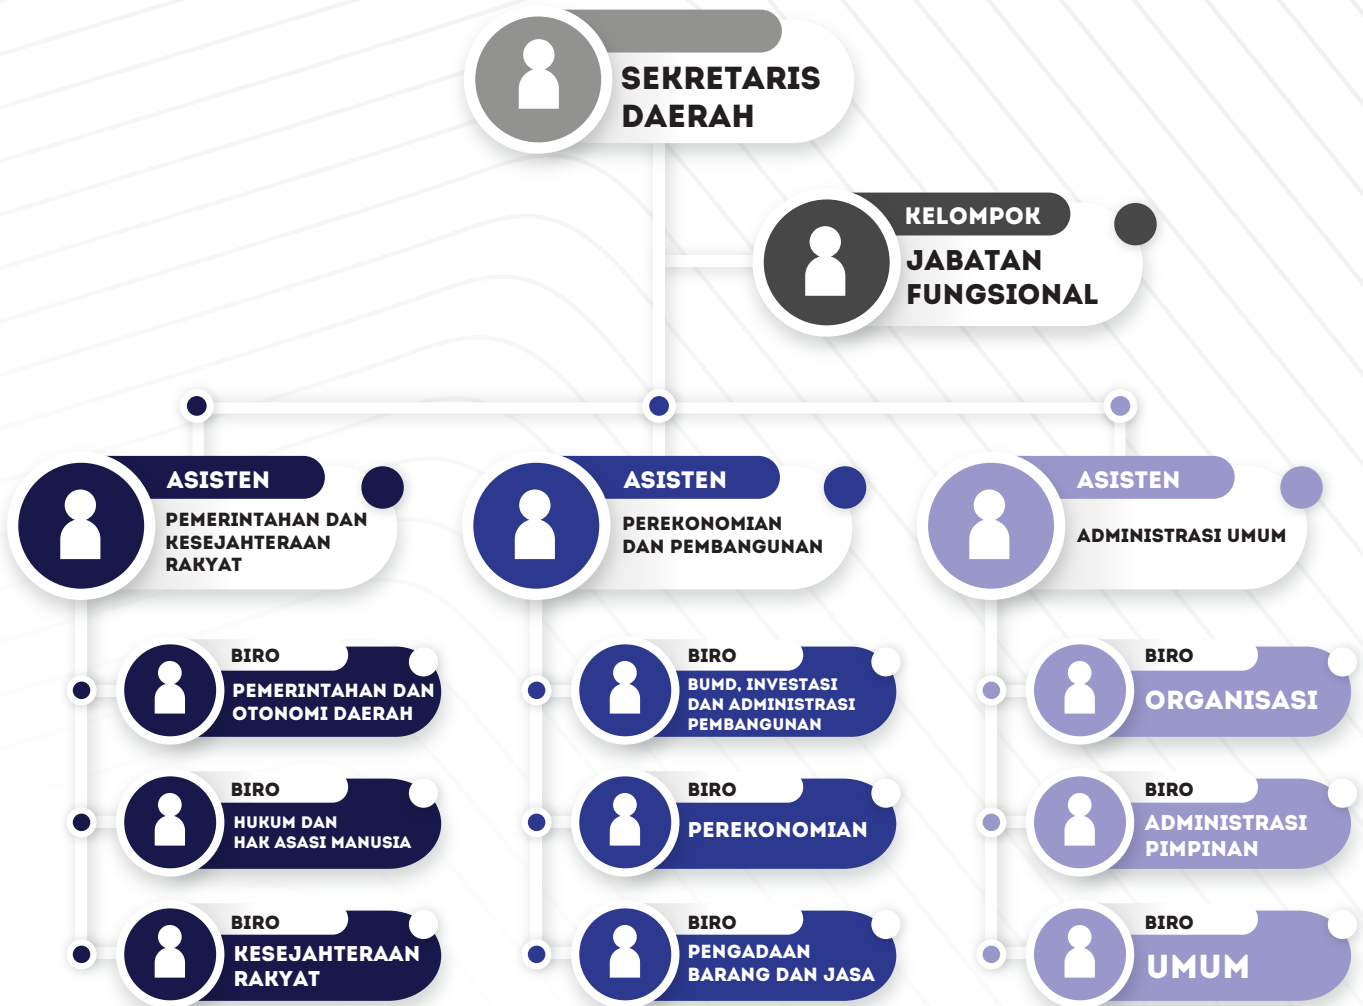 SEKRETARIS
DAERAH
KELOMPOK
JABATAN
FUNGSIONAL
ASISTEN
PEMERINTAHAN DAN
KESEJAHTERAAN
RAKYAT
ASISTEN
PEREKONOMIAN
DAN PEMBANGUNAN
ASISTEN
ADMINISTRASI UMUM
BIRO
PEMERINTAHAN DAN
OTONOMI DAERAH
BIRO
HUKUM DAN
HAK ASASI MANUSIA
BIRO
KESEJAHTERAAN
RAKYAT
BIRO
BUMD, INVESTASI
DAN ADMINISTRASI
PEMBANGUNAN
BIRO
PEREKONOMIAN
BIRO
PENGADAAN
BARANG DAN JASA
BIRO
ORGANISASI
BIRO
ADMINISTRASI
PIMPINAN
BIRO
UMUM